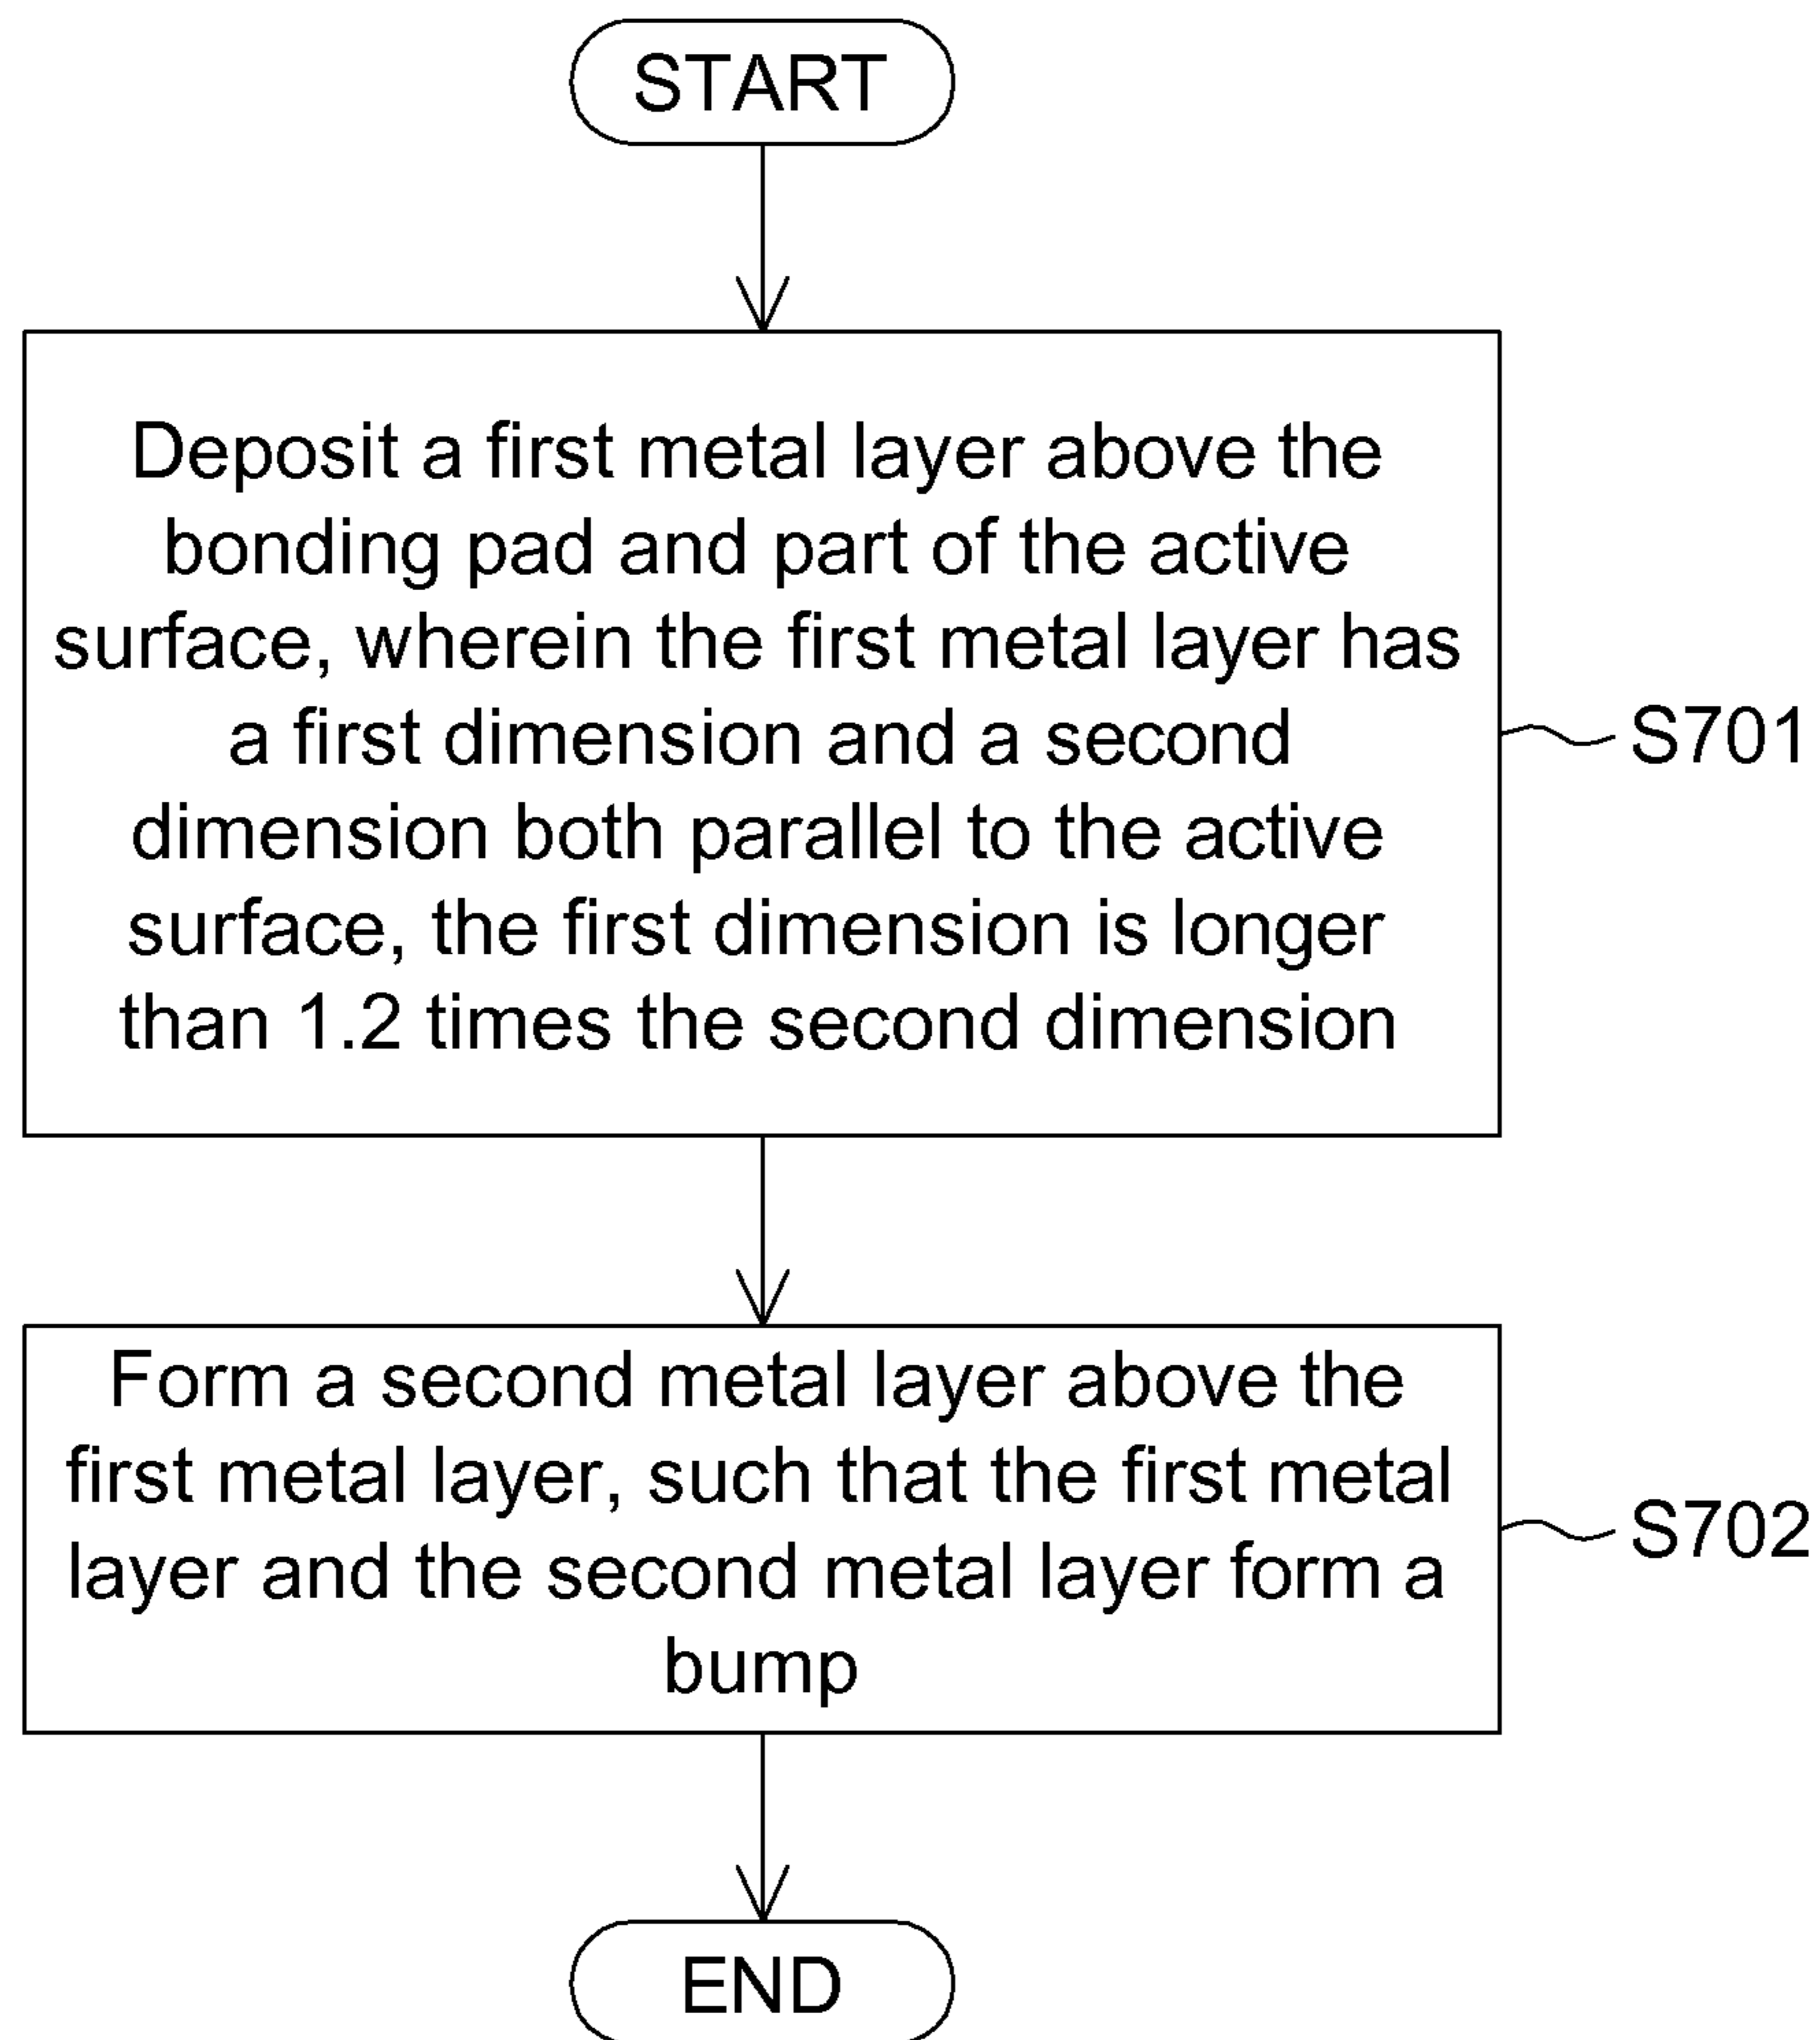 START
Deposit a first metal layer above the
bonding pad and part of the active
surface, wherein the first metal layer has
a first dimension and a second
dimension both parallel to the active
surface, the first dimension is longer
than 1.2 times the second dimension
S701
Form a second metal layer above the
first metal layer, such that the first metal
layer and the second metal layer form a
bump
S702
END